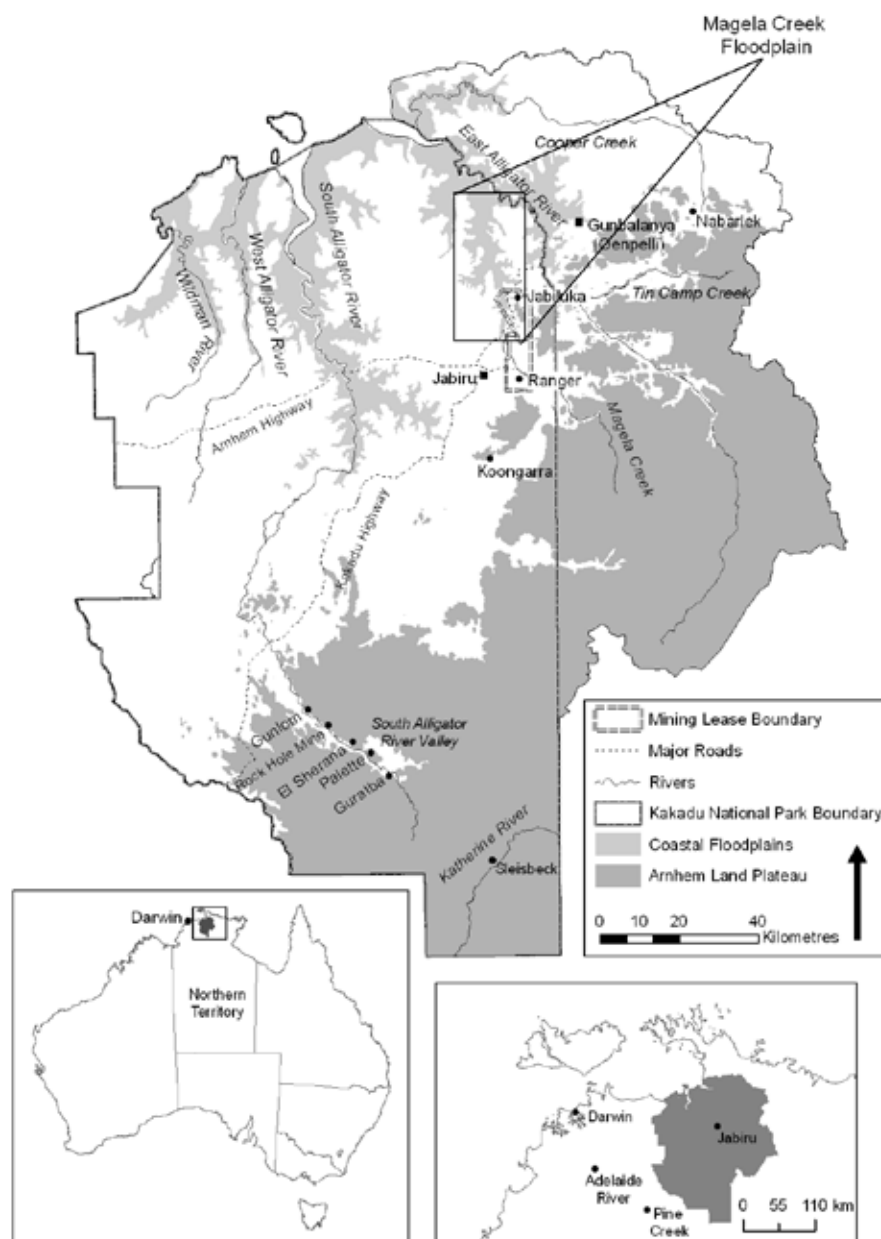 Magela Creek
Floodplain
East Alligator River
Cooper Creek
South Alligator River
Gunbalanya
(Oenpelli)
Nabarlek
West Alligator River
Wildman River
Jabiluka
Tin Camp Creek
Jabiru
Ranger
Arnhem Highway
Magela Creek
Koongarra
Kakadu Highway
Gunlom
Rock Hole Mine
El Sherana
Palette
Guratba
South Alligator
River Valley
Katherine River
Sleisbeck
Mining Lease Boundary
Major Roads
Rivers
Kakadu National Park Boundary
Coastal Floodplains
Arnhem Land Plateau
0 10 20 40
Kilometres
Darwin
Northern
Territory
Darwin
Jabiru
Adelaide
River
Pine
Creek
0 55 110 km